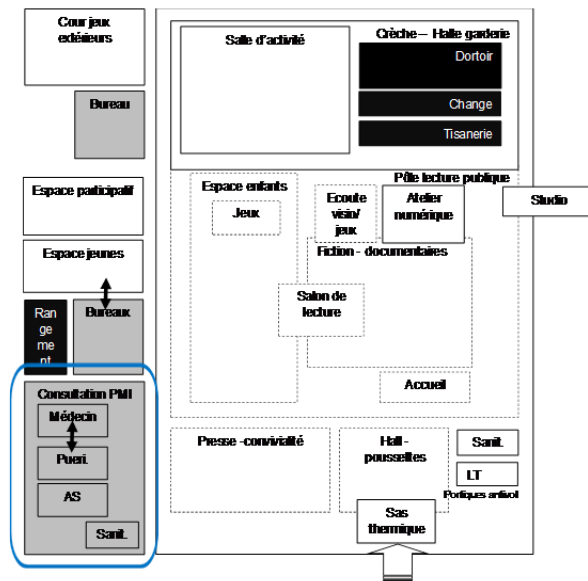 Cour jeux
extérieurs
Bureau
Espace participatif
Espace jeunes
Ran
ge
me
nt
Bureaux
Consultation PMI
Médecin
Pueri.
AS
Sanit.
Salle d'activité
Crèche – Halle garderie
Dortoir
Change
Tisanerie
Pôle lecture publique
Espace enfants
Jeux
Ecoute
visio/
jeux
Atelier
numérique
Studio
Fiction - documentaires
Salon de
lecture
Accueil
Presse -convivialité
Hall -
poussettes
Sanit.
LT
Portiques antivol
Sas
thermique